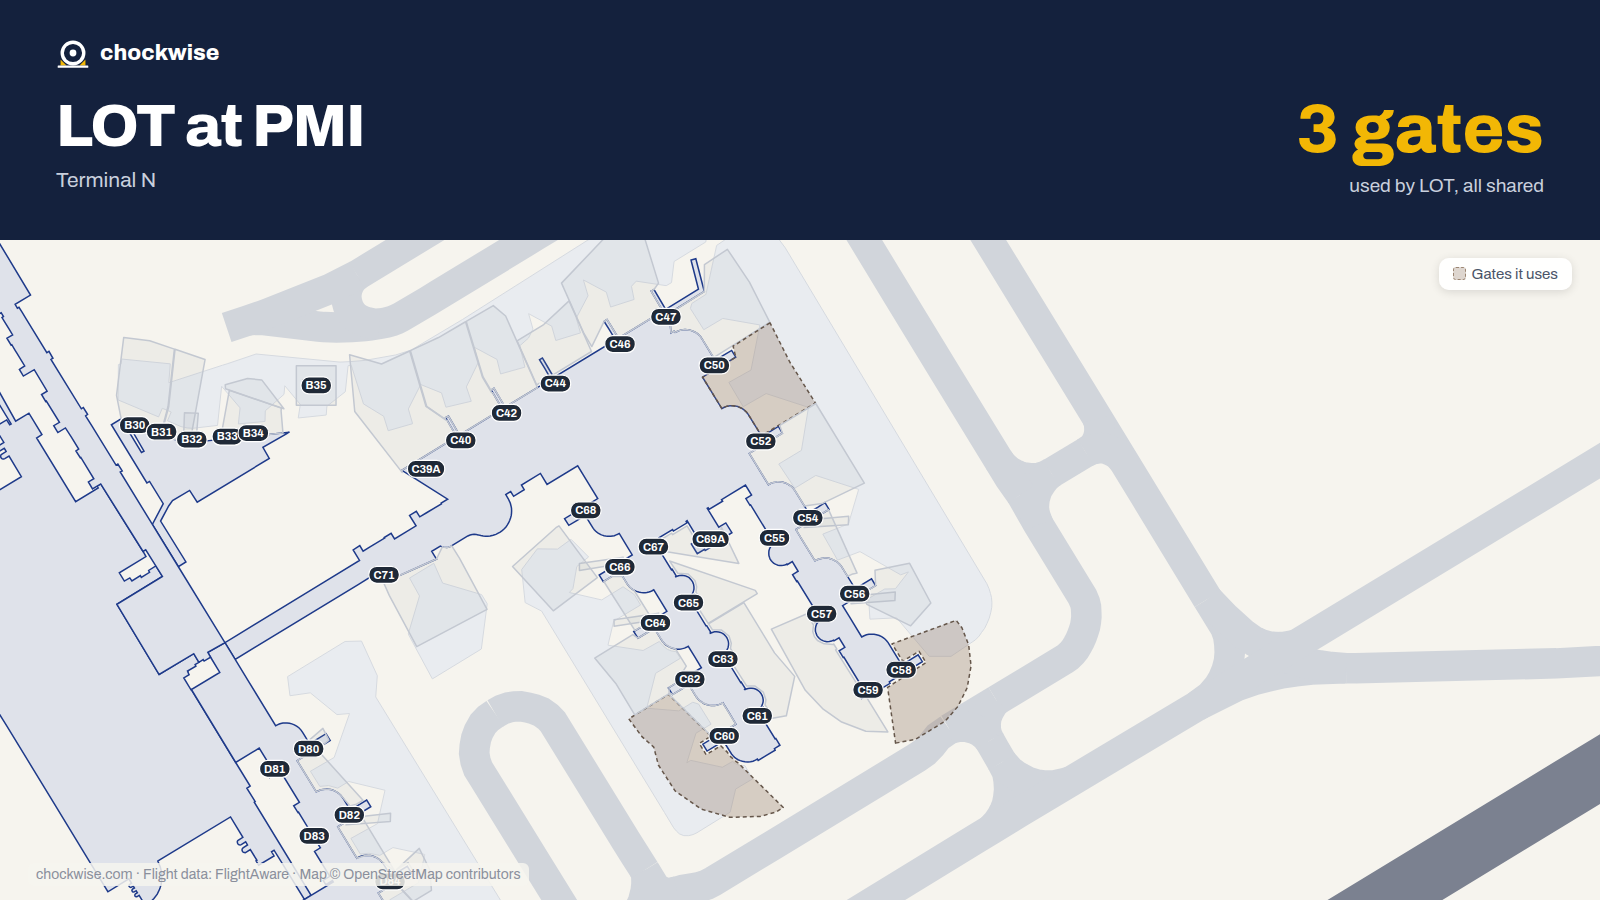 chockwise
LOT at PMI
Terminal N
3 gates
used by LOT, all shared
Gates it uses
C47
C46
C50
C44
B35
C42
B30
B31
B32
B33
B34
C40
C52
C39A
C68
C54
C55
C69A
C67
C66
C71
C56
C65
C57
C64
C63
C58
C62
C59
C61
C60
D80
D81
D82
D83
chockwise.com · Flight data: FlightAware · Map © OpenStreetMap contributors